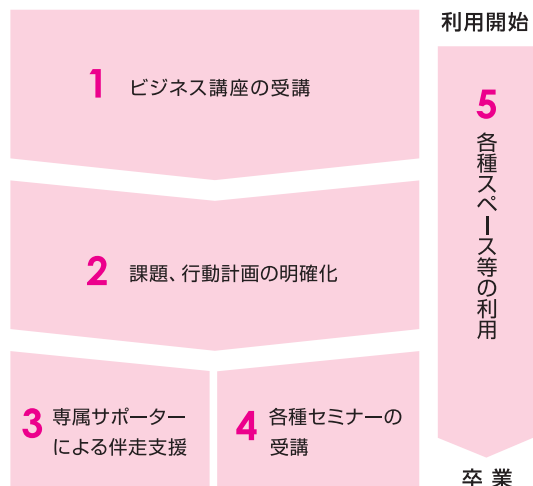 1 ビジネス講座の受講
2 課題、行動計画の明確化
3 専属サポーター
による伴走支援
4 各種セミナーの
受講
利用開始
5
各種スペース等の利用
卒業